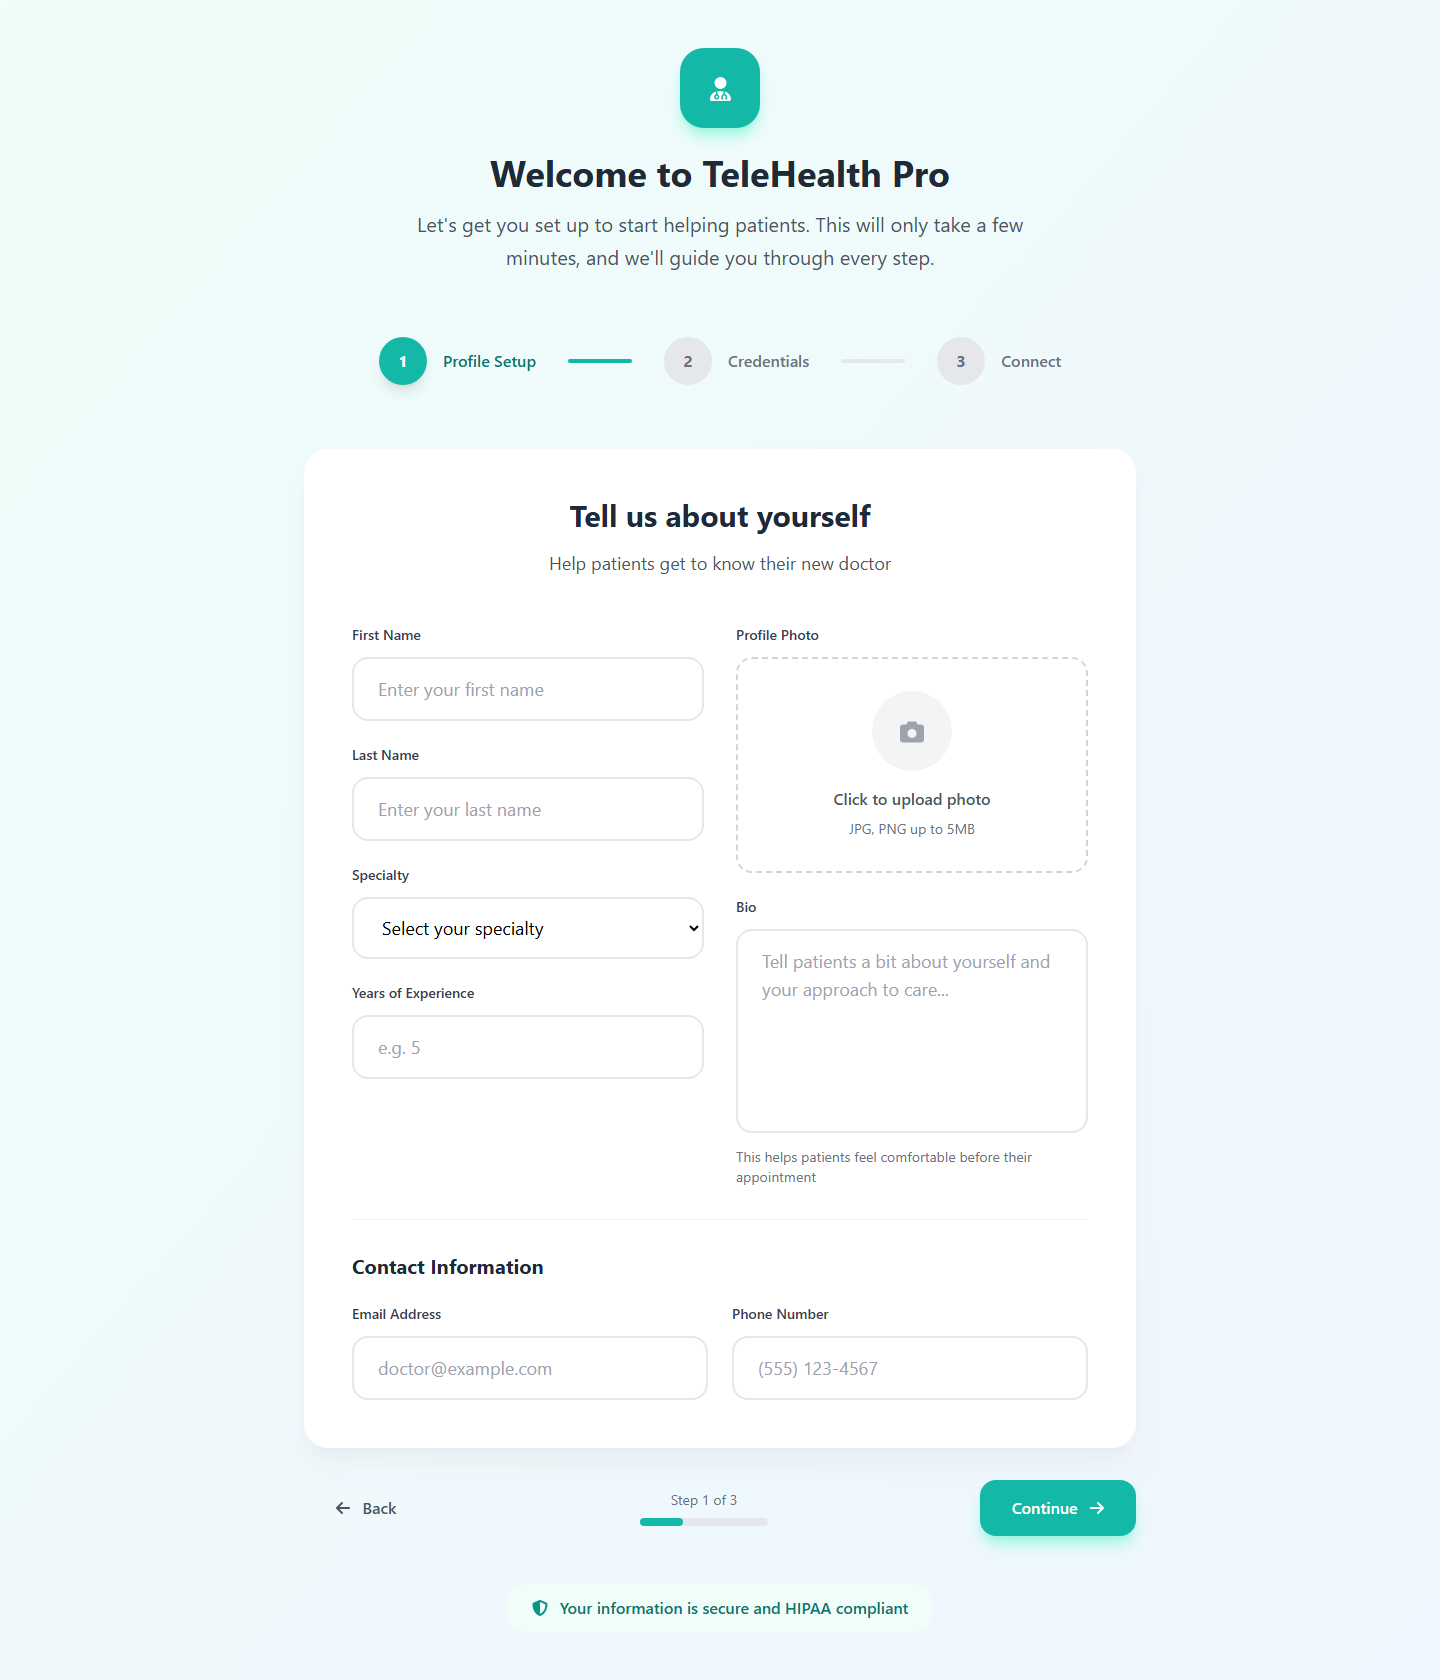 Welcome to TeleHealth Pro
Let's get you set up to start helping patients. This will only take a few
minutes, and we'll guide you through every step.
1 Profile Setup
2 Credentials
3 Connect
Tell us about yourself
Help patients get to know their new doctor
First Name
Enter your first name
Last Name
Enter your last name
Specialty
Select your specialty
Years of Experience
e.g. 5
Profile Photo
Click to upload photo
JPG, PNG up to 5MB
Bio
Tell patients a bit about yourself and
your approach to care...
This helps patients feel comfortable before their
appointment
Contact Information
Email Address
doctor@example.com
Phone Number
(555) 123-4567
Back
Step 1 of 3
Continue
Your information is secure and HIPAA compliant